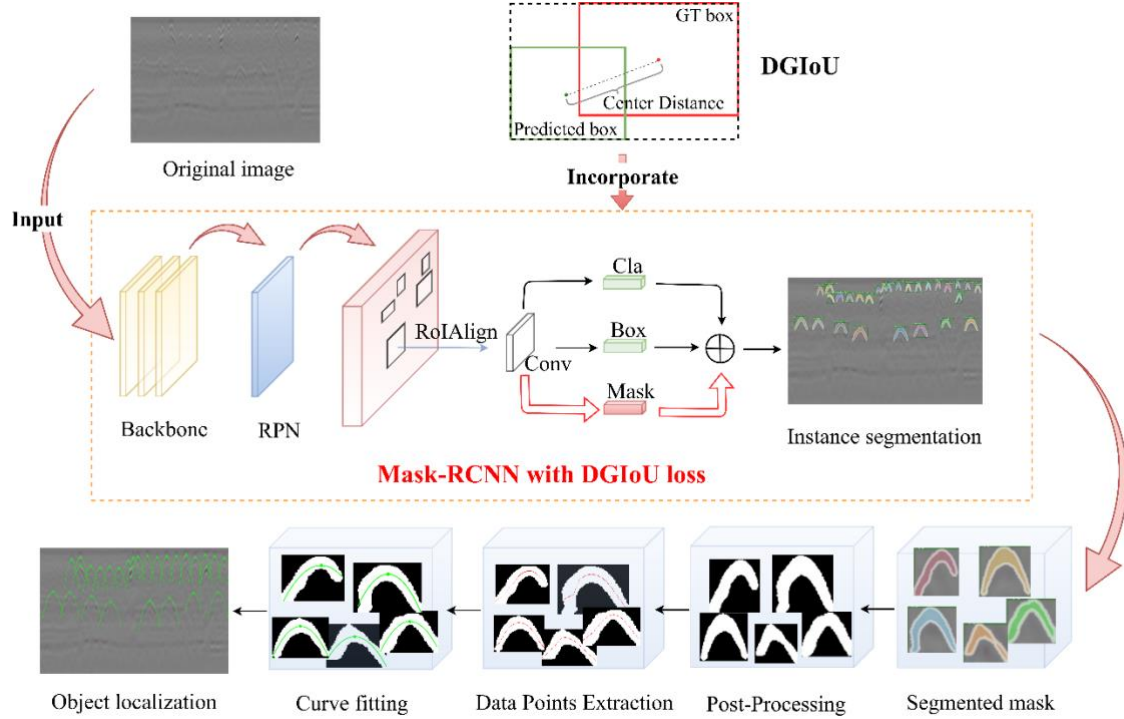 GT box
DGIoU
Center Distance
Predicted box
Original image
Incorporate
Input
Cla
RoIAlign
Box
Conv
Mask
Backbone
RPN
Instance segmentation
Mask-RCNN with DGIoU loss
Object localization
Curve fitting
Data Points Extraction
Post-Processing
Segmented mask